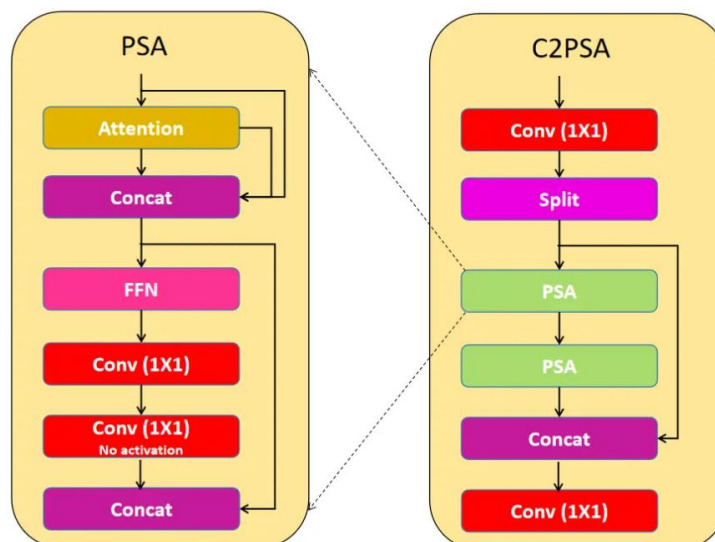 PSA
Attention
Concat
FFN
Conv (1X1)
Conv (1X1)
No activation
Concat
C2PSA
Conv (1X1)
Split
PSA
PSA
Concat
Conv (1X1)